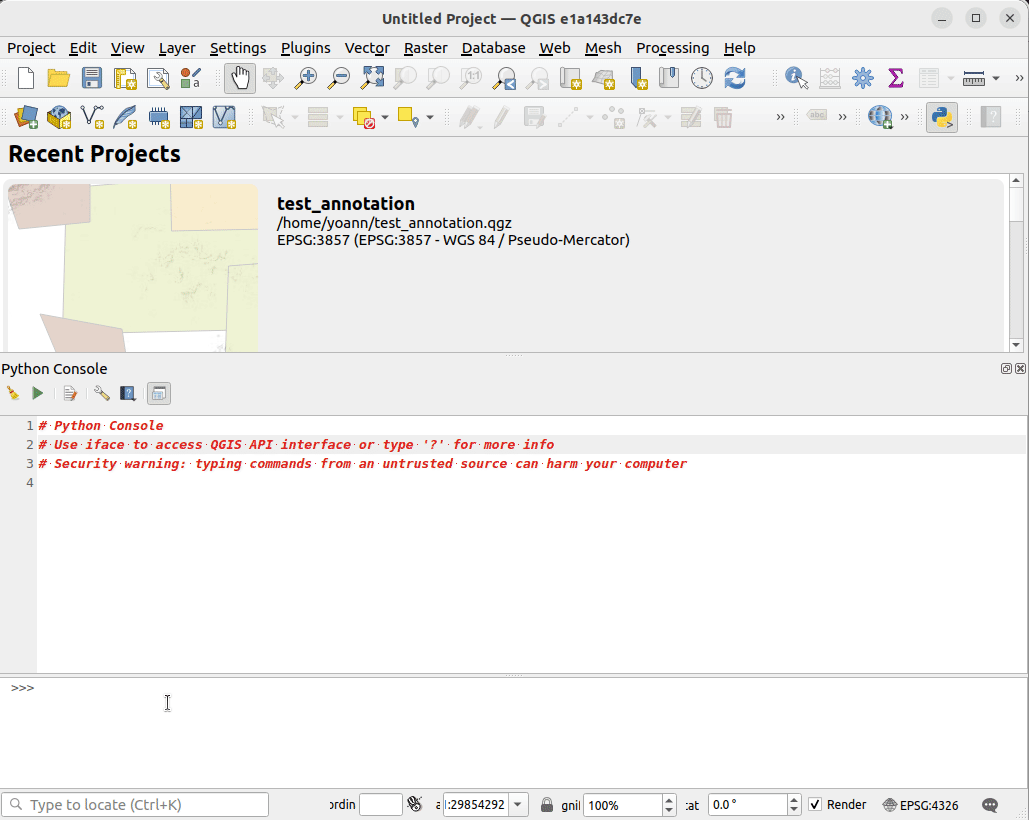 Untitled Project — QGIS e1a143dc7e
Project Edit View Layer Settings Plugins Vector Raster Database Web Mesh Processing Help
1:1
a
»
»
abc
»
»
?
Recent Projects
test_annotation
/home/yoann/test_annotation.qgz
EPSG:3857 (EPSG:3857 - WGS 84 / Pseudo-Mercator)
Python Console
1 # Python Console
2 # Use iface to access QGIS API interface or type '?' for more info
3 # Security warning: typing commands from an untrusted source can harm your computer
4
>>>
Type to locate (Ctrl+K) ordin a l:29854292 gnif 100% :at 0.0 ° Render EPSG:4326